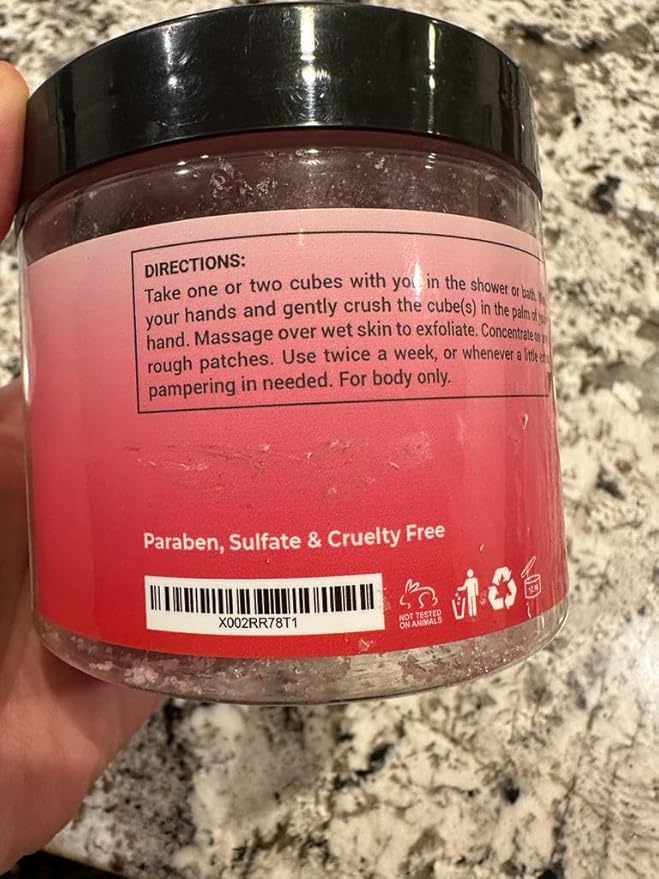 DIRECTIONS:
Take one or two cubes with you in the shower or bath.
your hands and gently crush the cube(s) in the palm of
hand. Massage over wet skin to exfoliate. Concentrate on
rough patches. Use twice a week, or whenever a little
pampering in needed. For body only.
Paraben, Sulfate & Cruelty Free
X002RR78T1
NOT TESTED
ON ANIMALS